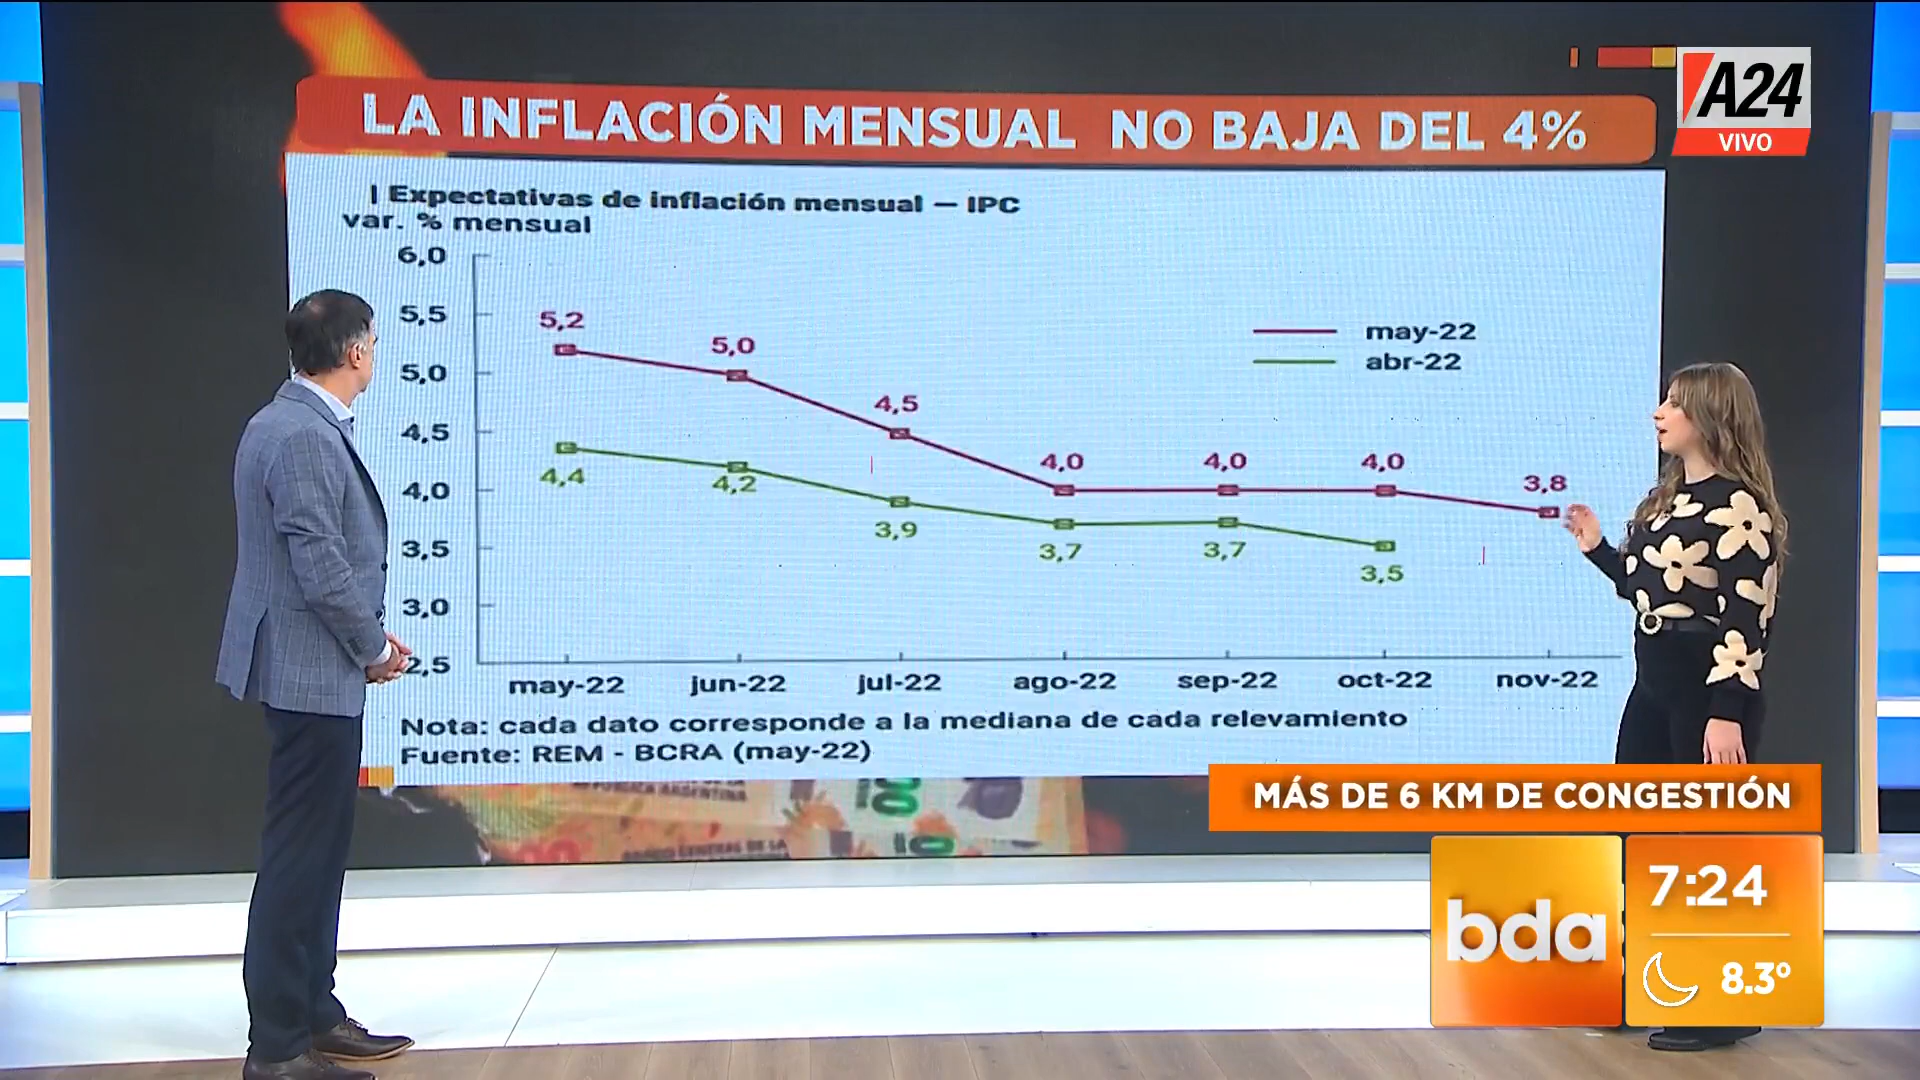 A24
VIVO
LA INFLACIÓN MENSUAL NO BAJA DEL 4%
| Expectativas de inflación mensual — IPC
var. % mensual
6,0
5,5
5,0
4,5
4,0
3,5
3,0
2,5
5,2
5,0
4,5
4,0
4,0
4,0
3,8
4,4
4,2
3,9
3,7
3,7
3,5
may-22
abr-22
may-22 jun-22 jul-22 ago-22 sep-22 oct-22 nov-22
Nota: cada dato corresponde a la mediana de cada relevamiento
Fuente: REM - BCRA (may-22)
MÁS DE 6 KM DE CONGESTIÓN
bda
7:24
8.3°